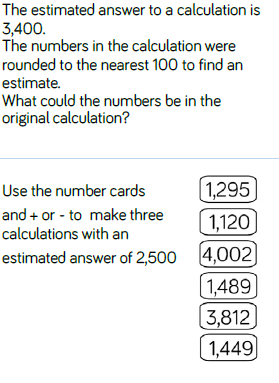 The estimated answer to a calculation is
3,400.
The numbers in the calculation were
rounded to the nearest 100 to find an
estimate.
What could the numbers be in the
original calculation?
Use the number cards
and + or - to make three
calculations with an
estimated answer of 2,500
1,295
1,120
4,002
1,489
3,812
1,449